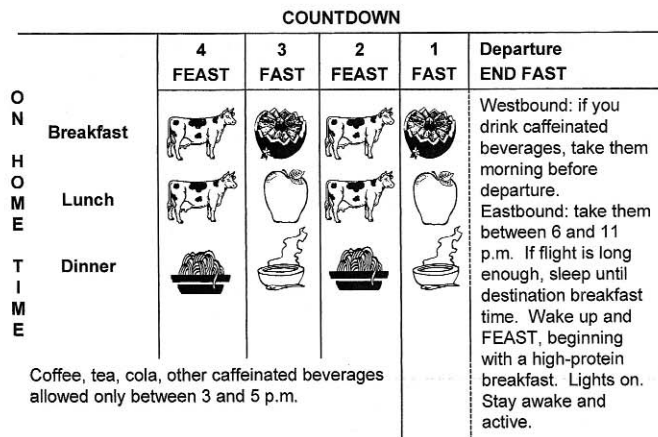 COUNTDOWN
4 3 2 1 Departure
FEAST FAST FEAST FAST END FAST
ON HOME TIME
Breakfast
Lunch
Dinner
Westbound: if you
drink caffeinated
beverages, take them
morning before
departure.
Eastbound: take them
between 6 and 11
p.m. If flight is long
enough, sleep until
destination breakfast
time. Wake up and
FEAST, beginning
with a high-protein
breakfast. Lights on.
Stay awake and
active.
Coffee, tea, cola, other caffeinated beverages
allowed only between 3 and 5 p.m.